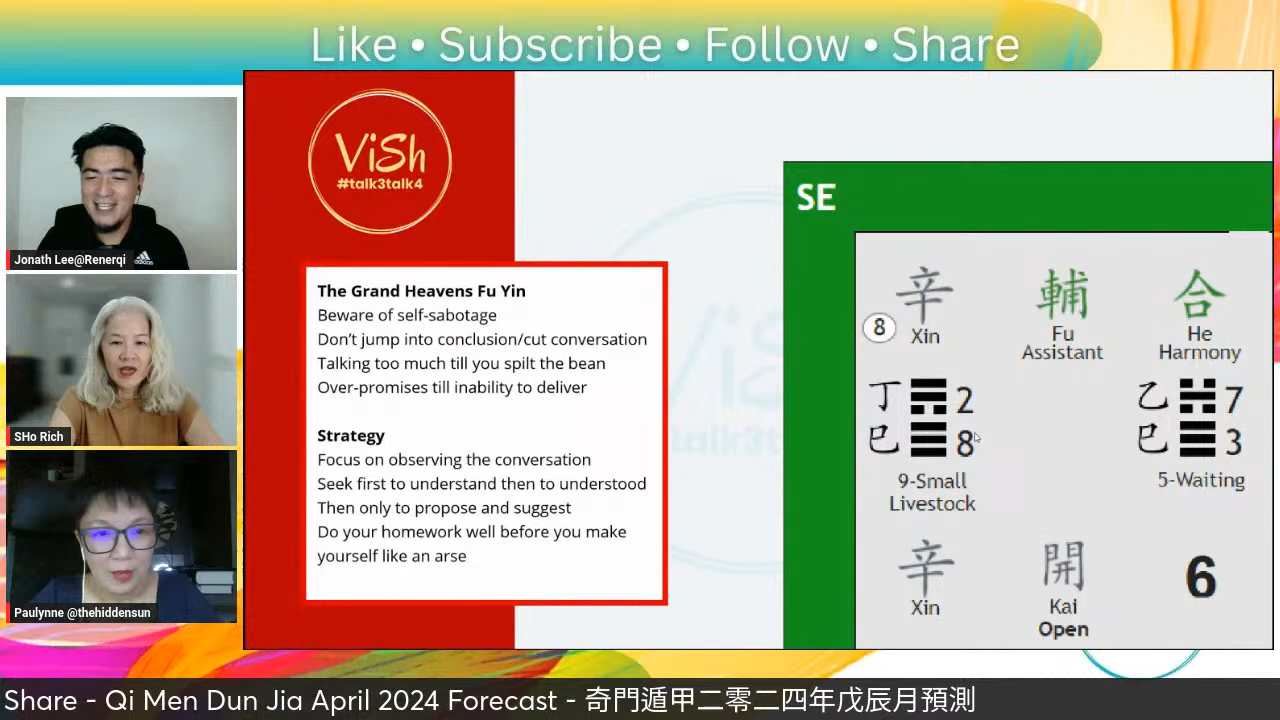 Like • Subscribe • Follow • Share
Jonath Lee@Renerqi
SHo Rich
Paulynne @thehiddensun
ViSh
#talk3talk4
The Grand Heavens Fu Yin
Beware of self-sabotage
Don't jump into conclusion/cut conversation
Talking too much till you spilt the bean
Over-promises till inability to deliver
Strategy
Focus on observing the conversation
Seek first to understand then to understood
Then only to propose and suggest
Do your homework well before you make
yourself like an arse
SE
8
辛 輔 合
Xin Fu He
Assistant Harmony
丁 2 乙 7
巳 8 巳 3
9-Small 5-Waiting
Livestock
辛 開 6
Xin Kai
Open
Share - Qi Men Dun Jia April 2024 Forecast - 奇門遁甲二零二四年戊辰月預測